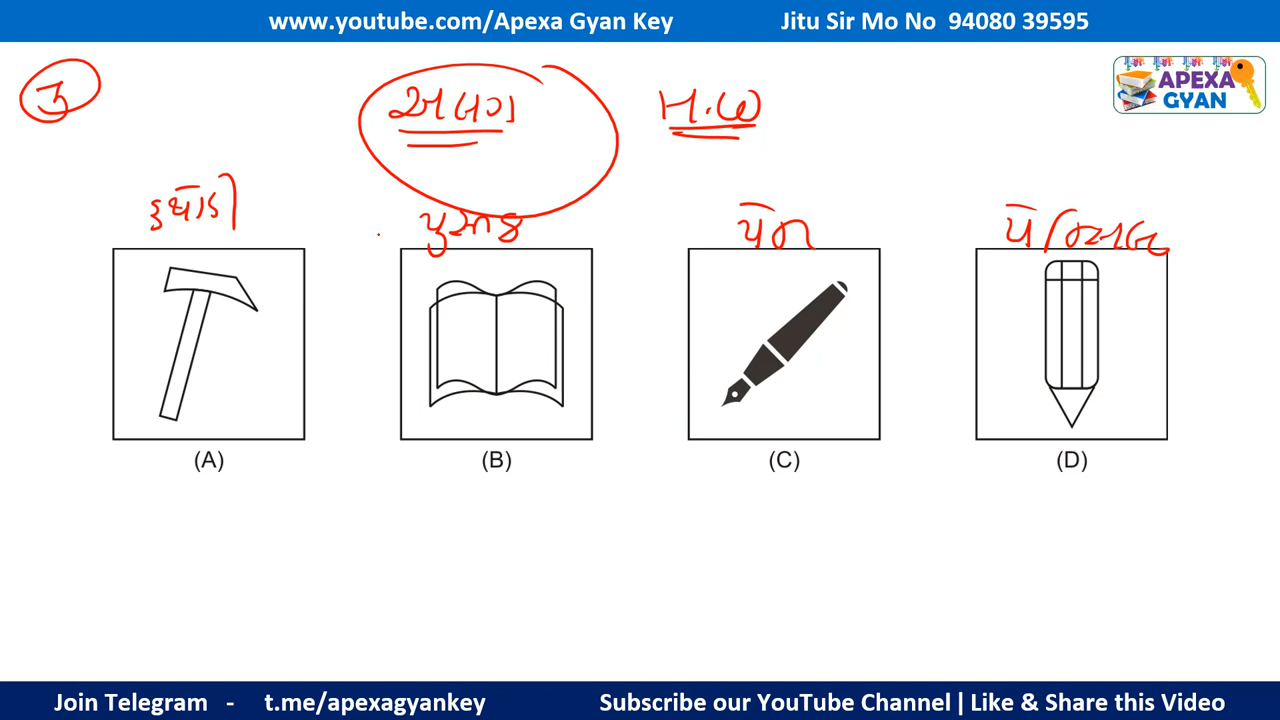 www.youtube.com/Apexa Gyan Key Jitu Sir Mo No 94080 39595
APEXA
GYAN
૩ અલગ
હથોડી પુસ્તક પેન પેન્સિલ
(A) (B) (C) (D)
Join Telegram - t.me/apexagyankey Subscribe our YouTube Channel | Like & Share this Video